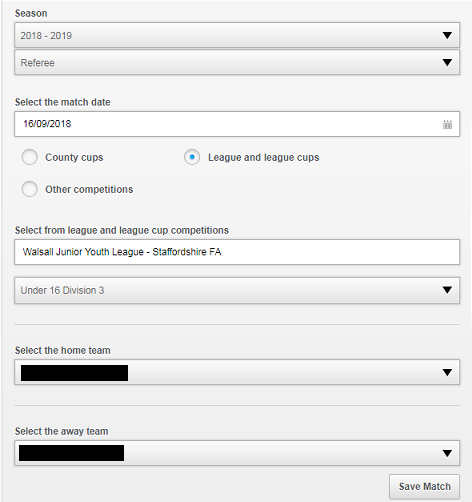 Season
2018 - 2019
Referee
Select the match date
16/09/2018
County cups
League and league cups
Other competitions
Select from league and league cup competitions
Walsall Junior Youth League - Staffordshire FA
Under 16 Division 3
Select the home team
Select the away team
Save Match